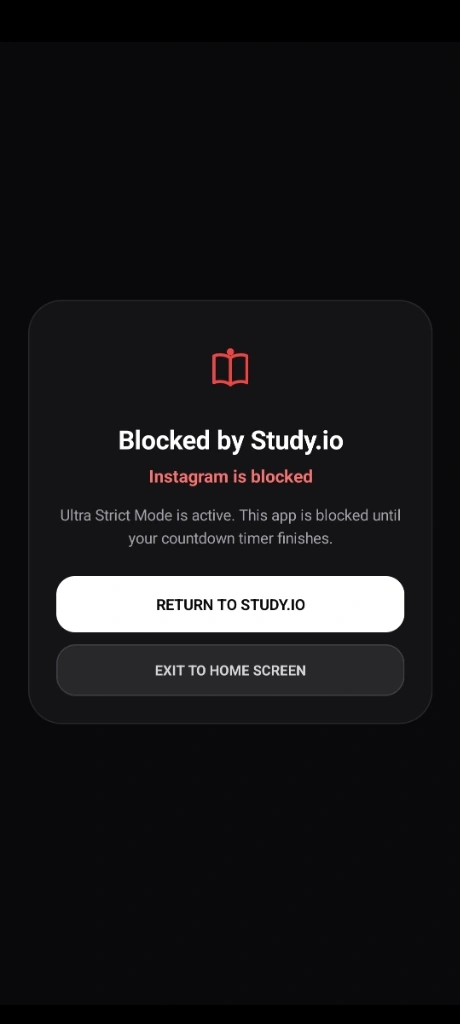 Blocked by Study.io
Instagram is blocked
Ultra Strict Mode is active. This app is blocked until
your countdown timer finishes.
RETURN TO STUDY.IO
EXIT TO HOME SCREEN